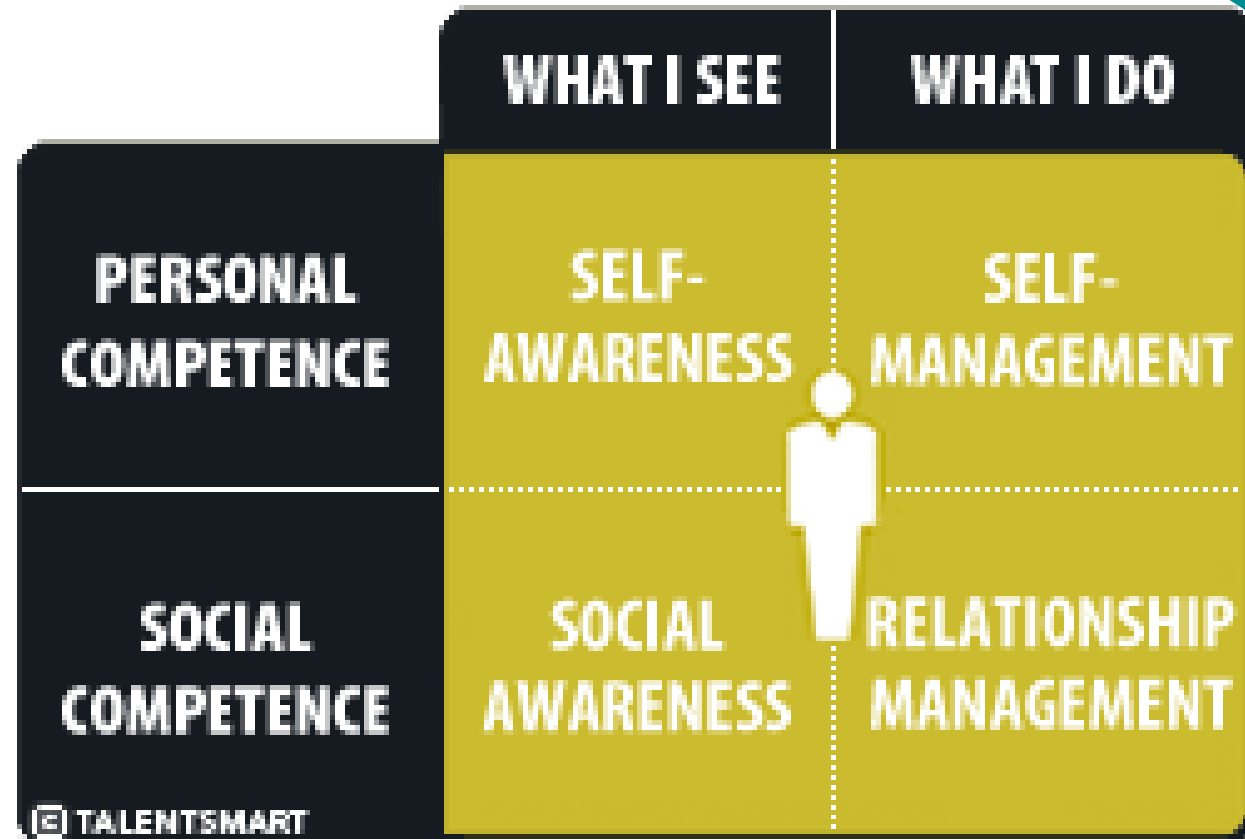 WHAT I SEE
WHAT I DO
PERSONAL
COMPETENCE
SELF-
AWARENESS
SELF-
MANAGEMENT
SOCIAL
COMPETENCE
SOCIAL
AWARENESS
RELATIONSHIP
MANAGEMENT
TALENTSMART